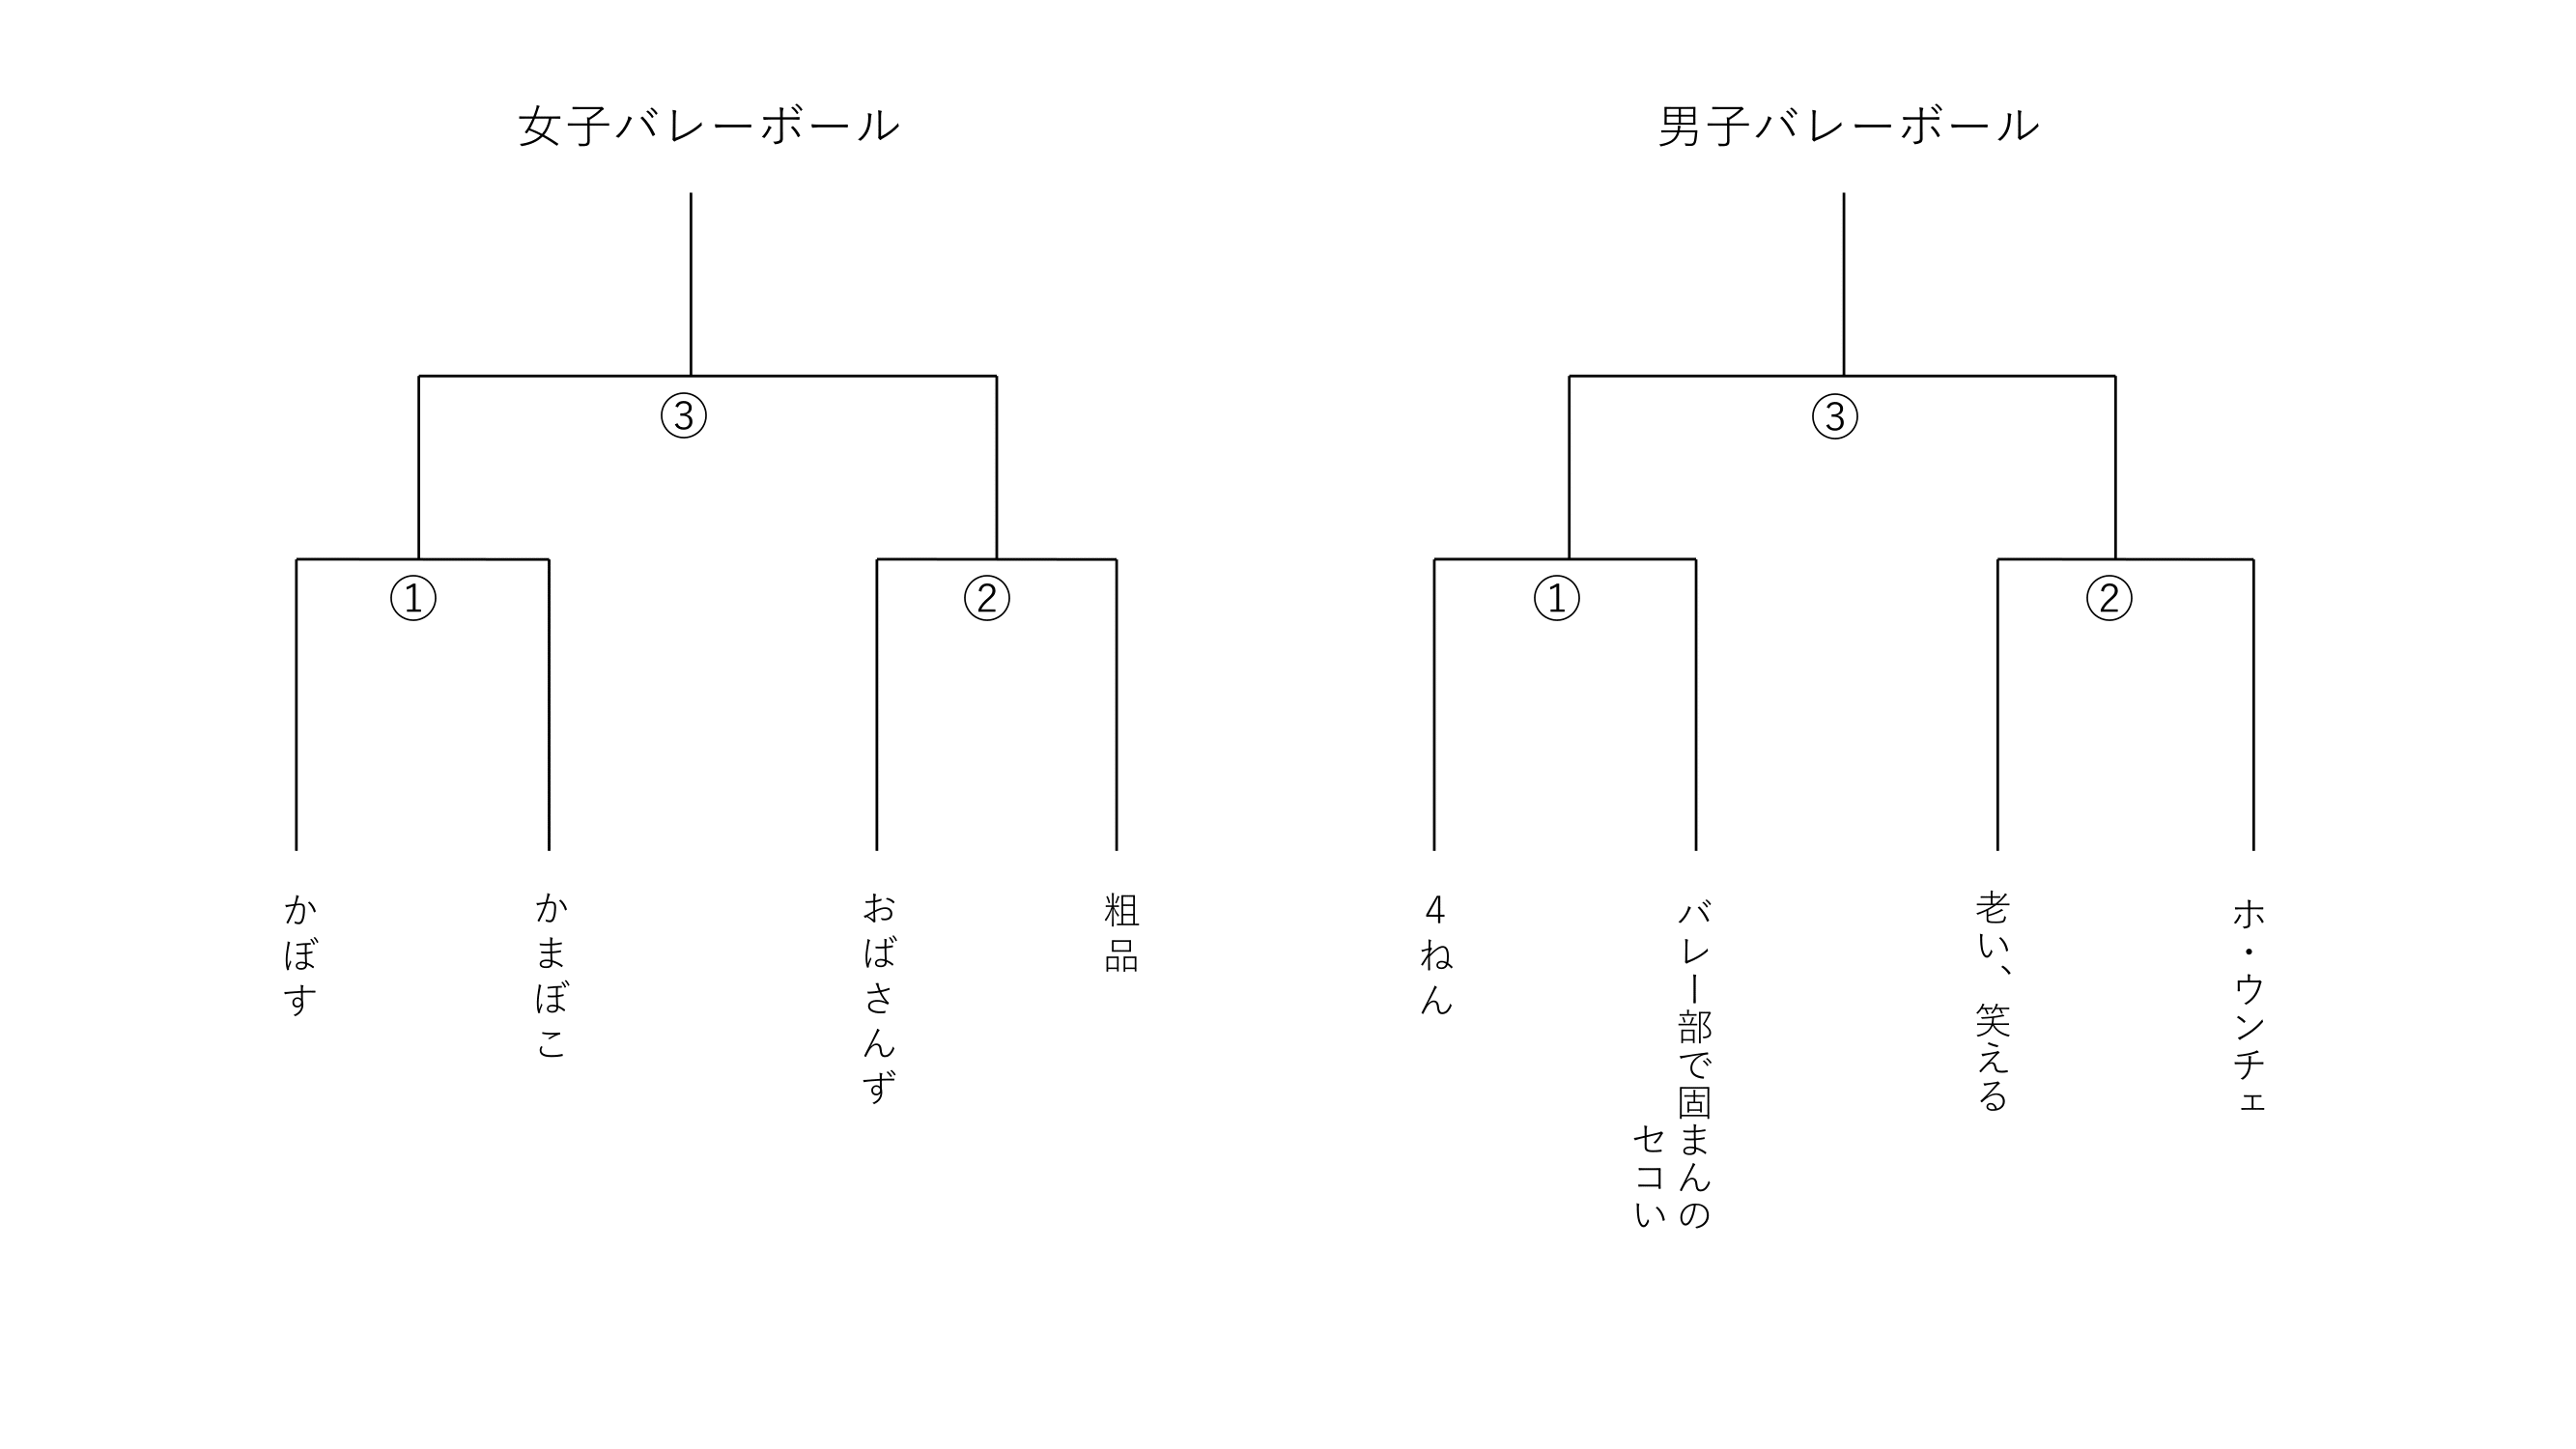 女子バレーボール
③
①
②
かぼす
かまぼこ
おばさんず
粗品
男子バレーボール
③
①
②
4ねん
バレー部で固まんの
セコい
老い、笑える
ホ・ウンチェ